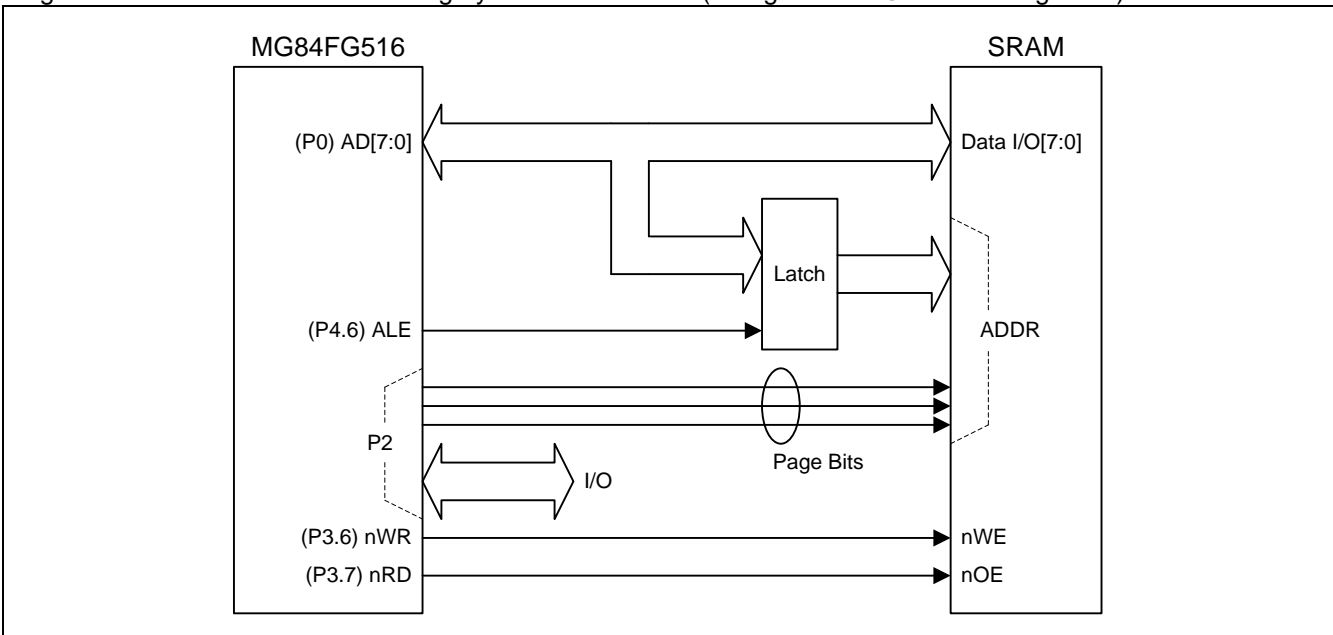 MG84FG516
SRAM
(P0) AD[7:0]
Data I/O[7:0]
Latch
(P4.6) ALE
ADDR
P2
Page Bits
I/O
(P3.6) nWR
nWE
(P3.7) nRD
nOE